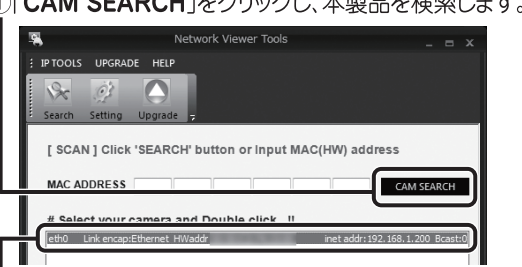 ①「CAM SEARCH」をクリックし、本製品を検索します。
Network Viewer Tools
IP TOOLS UPGRADE HELP
Search Setting Upgrade
[ SCAN ] Click 'SEARCH' button or Input MAC(HW) address
MAC ADDRESS CAM SEARCH
# Select your camera and Double click...!!
eth0 Link encap:Ethernet HWaddr inet addr:192.168.1.200 Bcast:0